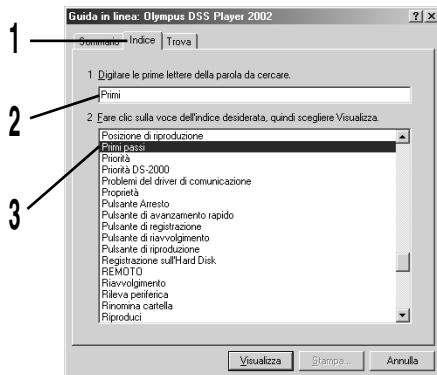 Guida in linea: Olympus DSS Player 2002
1
Sommario Indice Trova
1 Digitare le prime lettere della parola da cercare.
2
Primi
2 Fare clic sulla voce dell'indice desiderata, quindi scegliere Visualizza.
Posizione di riproduzione
3
Primi passi
Priorità
Priorità DS-2000
Problemi del driver di comunicazione
Proprietà
Pulsante Arresto
Pulsante di avanzamento rapido
Pulsante di registrazione
Pulsante di riavvolgimento
Pulsante di riproduzione
Registrazione sull'Hard Disk
REMOTO
Riavvolgimento
Rileva periferica
Rinomina cartella
Riproduci
Visualizza Stampa... Annulla